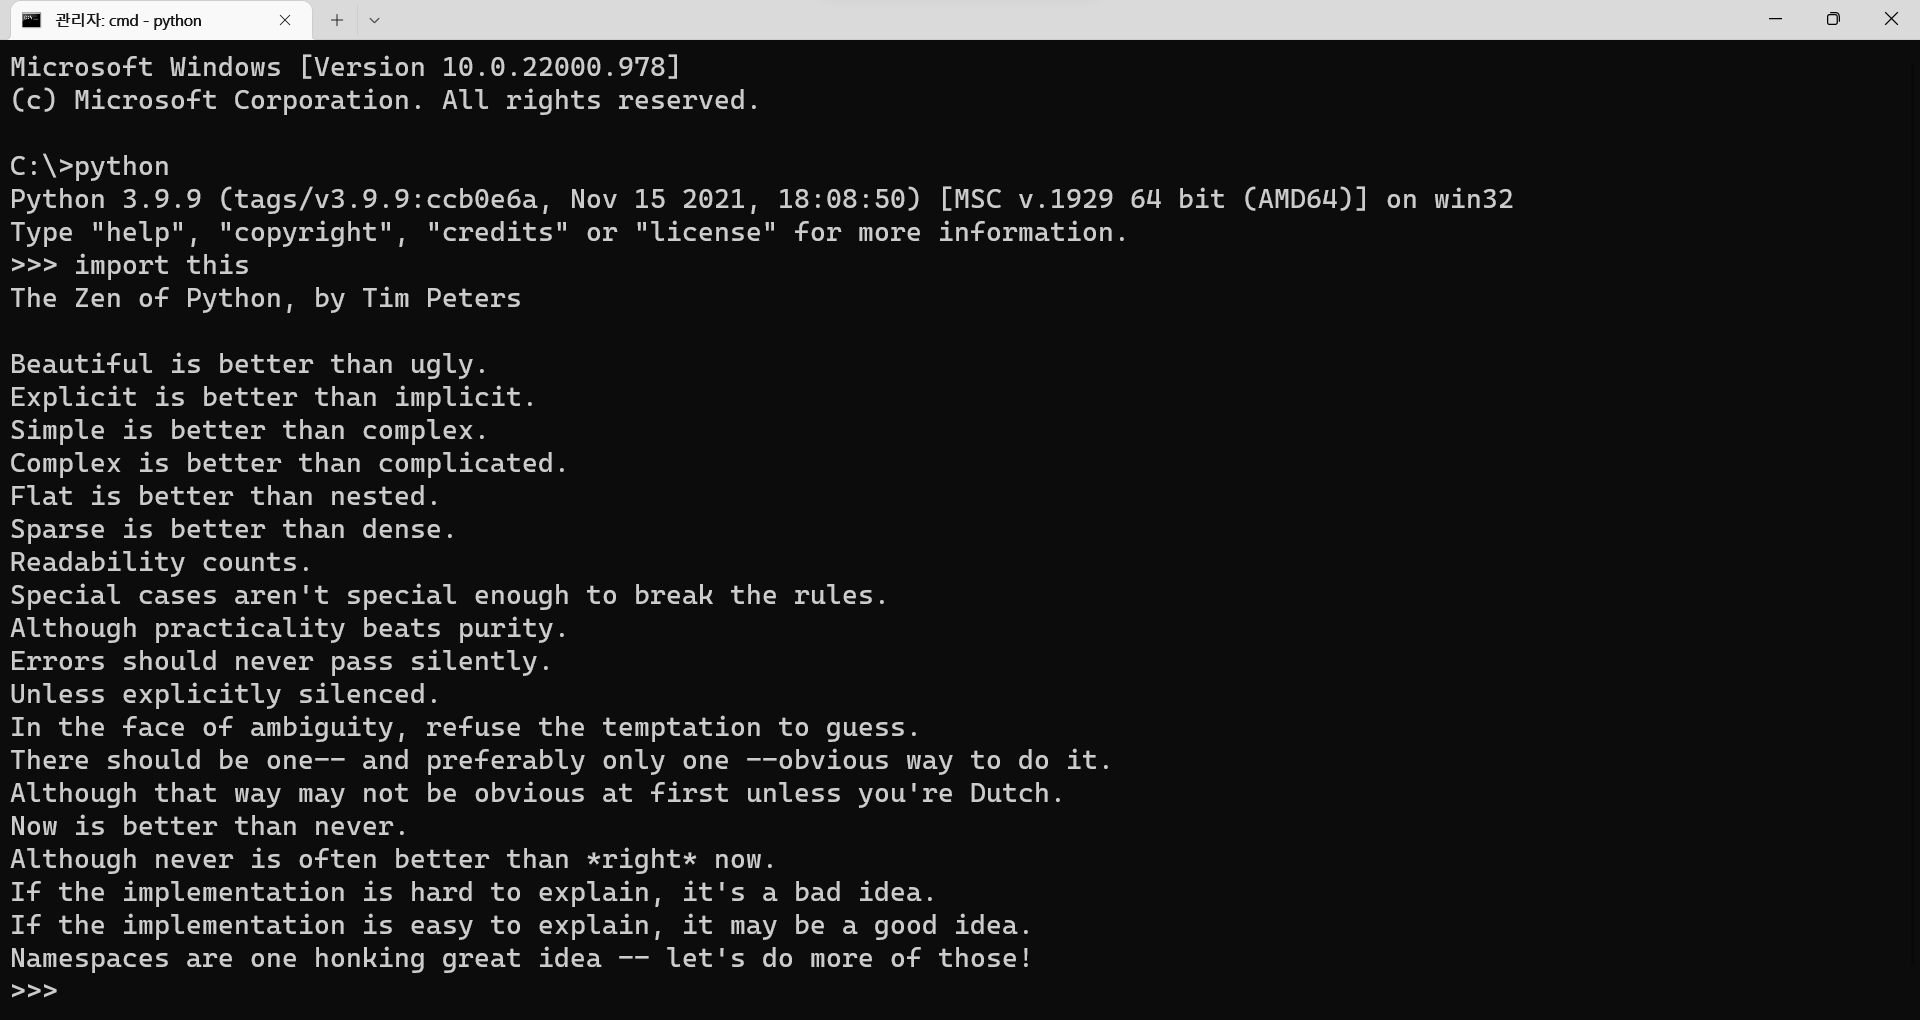 관리자: cmd - python
Microsoft Windows [Version 10.0.22000.978]
(c) Microsoft Corporation. All rights reserved.
C:\>python
Python 3.9.9 (tags/v3.9.9:ccb0e6a, Nov 15 2021, 18:08:50) [MSC v.1929 64 bit (AMD64)] on win32
Type "help", "copyright", "credits" or "license" for more information.
>>> import this
The Zen of Python, by Tim Peters
Beautiful is better than ugly.
Explicit is better than implicit.
Simple is better than complex.
Complex is better than complicated.
Flat is better than nested.
Sparse is better than dense.
Readability counts.
Special cases aren't special enough to break the rules.
Although practicality beats purity.
Errors should never pass silently.
Unless explicitly silenced.
In the face of ambiguity, refuse the temptation to guess.
There should be one-- and preferably only one --obvious way to do it.
Although that way may not be obvious at first unless you're Dutch.
Now is better than never.
Although never is often better than *right* now.
If the implementation is hard to explain, it's a bad idea.
If the implementation is easy to explain, it may be a good idea.
Namespaces are one honking great idea -- let's do more of those!
>>>